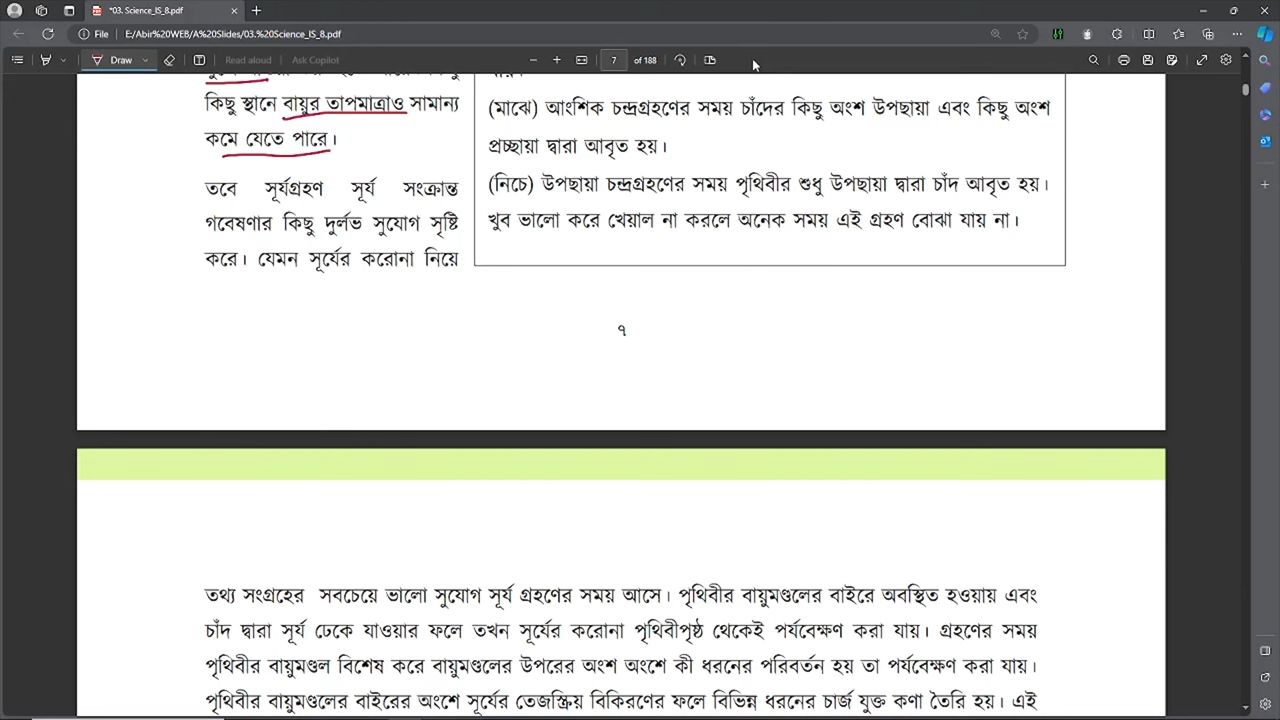 *03. Science_IS_8.pdf
File
E:/Abir%20WEB/A%20Slides/03.%20Science_IS_8.pdf
Draw
Read aloud
Ask Copilot
7
of 188
কিছু স্থানে বায়ুর তাপমাত্রাও সামান্য
কমে যেতে পারে।
তবে সূর্যগ্রহণ সূর্য সংক্রান্ত
গবেষণার কিছু দুর্লভ সুযোগ সৃষ্টি
করে। যেমন সূর্যের করোনা নিয়ে
(মাঝে) আংশিক চন্দ্রগ্রহণের সময় চাঁদের কিছু অংশ উপছায়া এবং কিছু অংশ
প্রচ্ছায়া দ্বারা আবৃত হয়।
(নিচে) উপছায়া চন্দ্রগ্রহণের সময় পৃথিবীর শুধু উপছায়া দ্বারা চাঁদ আবৃত হয়।
খুব ভালো করে খেয়াল না করলে অনেক সময় এই গ্রহণ বোঝা যায় না।
৭
তথ্য সংগ্রহের সবচেয়ে ভালো সুযোগ সূর্য গ্রহণের সময় আসে। পৃথিবীর বায়ুমণ্ডলের বাইরে অবস্থিত হওয়ায় এবং
চাঁদ দ্বারা সূর্য ঢেকে যাওয়ার ফলে তখন সূর্যের করোনা পৃথিবীপৃষ্ঠ থেকেই পর্যবেক্ষণ করা যায়। গ্রহণের সময়
পৃথিবীর বায়ুমণ্ডল বিশেষ করে বায়ুমণ্ডলের উপরের অংশ অংশে কী ধরনের পরিবর্তন হয় তা পর্যবেক্ষণ করা যায়।
পৃথিবীর বায়ুমণ্ডলের বাইরের অংশে সূর্যের তেজস্ক্রিয় বিকিরণের ফলে বিভিন্ন ধরনের চার্জ যুক্ত কণা তৈরি হয়। এই